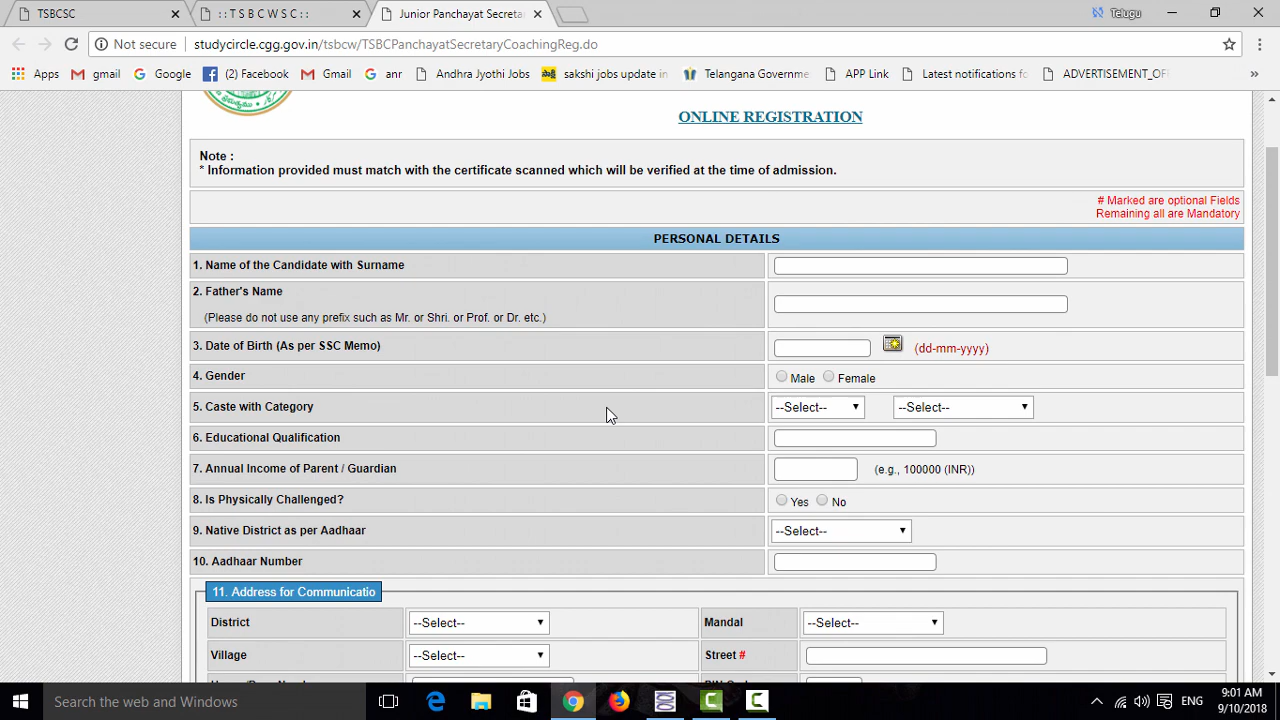 TSBCSC
: : T S B C W S C : :
Junior Panchayat Secretar
Telugu
Not secure
studycircle.cgg.gov.in/tsbcw/TSBCPanchayatSecretaryCoachingReg.do
Apps
gmail
Google
(2) Facebook
Gmail
anr
Andhra Jyothi Jobs
sakshi jobs update in
Telangana Governme
APP Link
Latest notifications fo
ADVERTISEMENT_OF
»
ONLINE REGISTRATION
Note :
* Information provided must match with the certificate scanned which will be verified at the time of admission.
# Marked are optional Fields
Remaining all are Mandatory
PERSONAL DETAILS
1. Name of the Candidate with Surname
2. Father's Name
(Please do not use any prefix such as Mr. or Shri. or Prof. or Dr. etc.)
3. Date of Birth (As per SSC Memo)
(dd-mm-yyyy)
4. Gender
Male Female
5. Caste with Category
--Select-- --Select--
6. Educational Qualification
7. Annual Income of Parent / Guardian
(e.g., 100000 (INR))
8. Is Physically Challenged?
Yes No
9. Native District as per Aadhaar
--Select--
10. Aadhaar Number
11. Address for Communicatio
District --Select-- Mandal --Select--
Village --Select-- Street #
Search the web and Windows
ENG
9:01 AM
9/10/2018